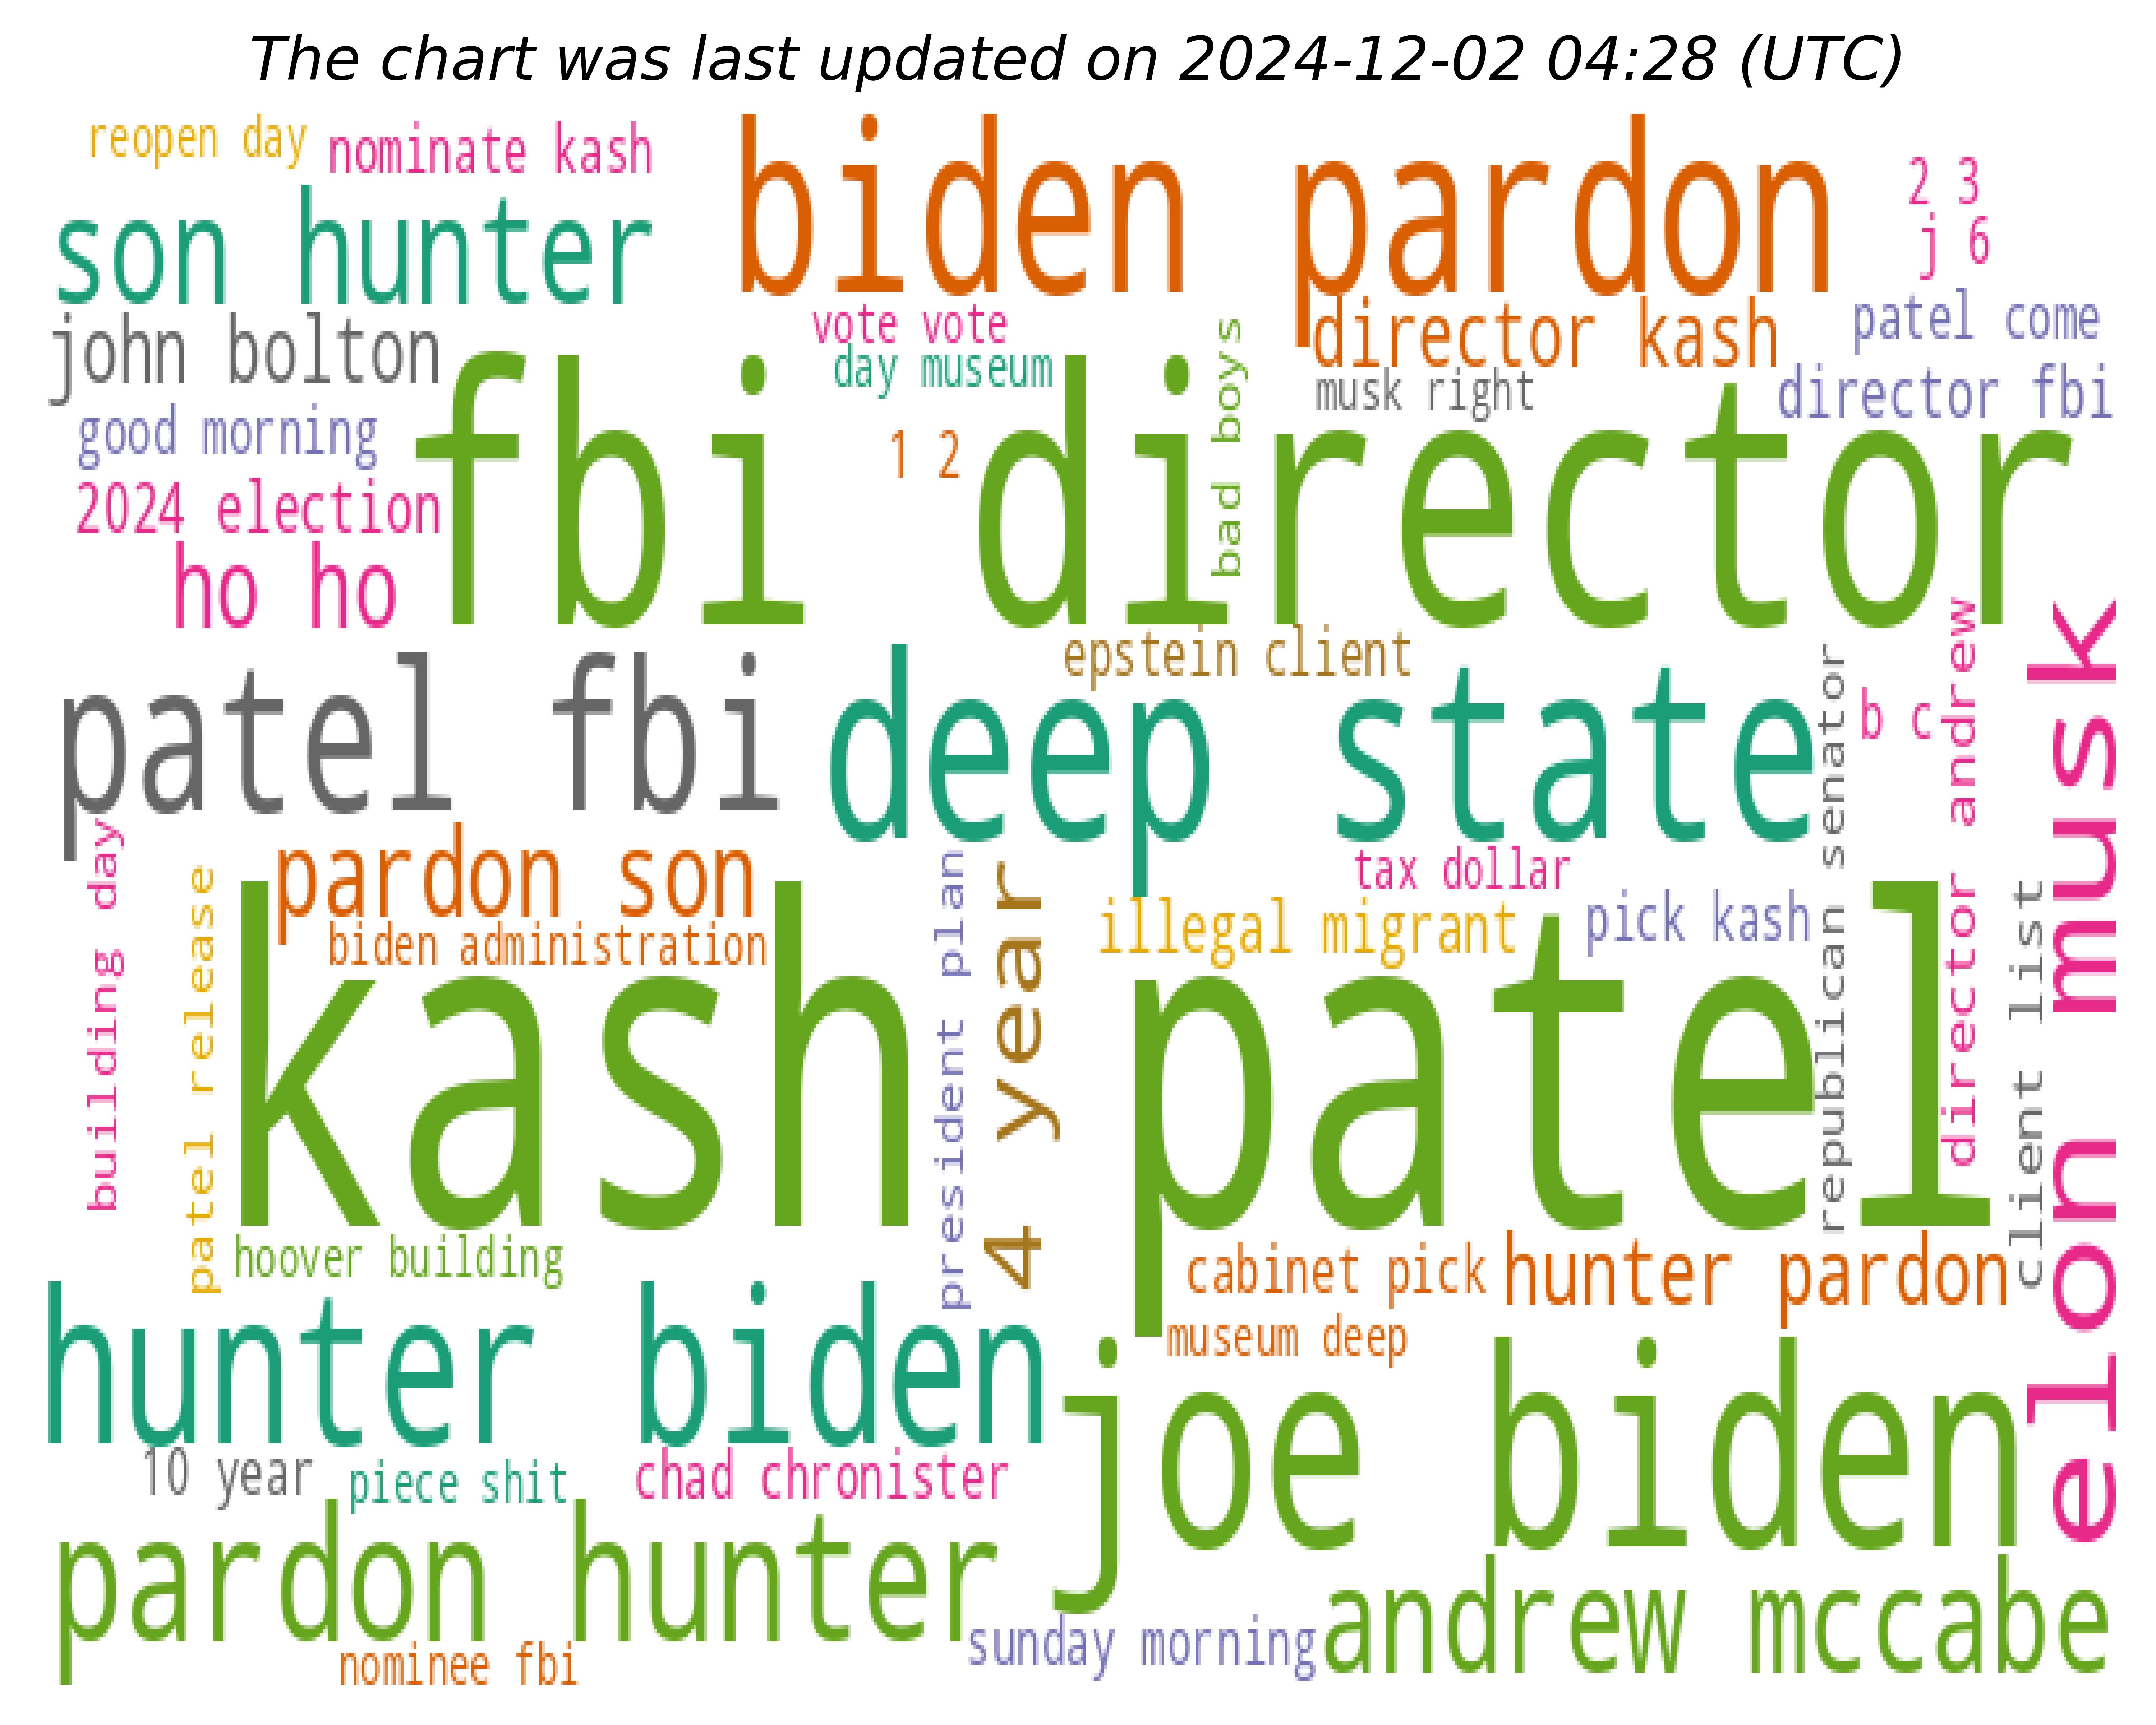 The chart was last updated on 2024-12-02 04:28 (UTC)
reopen day
nominate kash
biden pardon
2 3
son hunter
j 6
john bolton
vote vote
director kash
patel come
day museum
bad boys
musk right
director fbi
good morning
fbi director
1 2
2024 election
ho ho
epstein client
patel fbi
deep state
republican senator
b c
director andrew
elon musk
building day
pardon son
president plan
tax dollar
patel release
4 year
illegal migrant
pick kash
client list
biden administration
kash patel
hoover building
cabinet pick
hunter pardon
hunter biden
museum deep
joe biden
10 year
piece shit
chad chronister
pardon hunter
andrew mccabe
sunday morning
nominee fbi